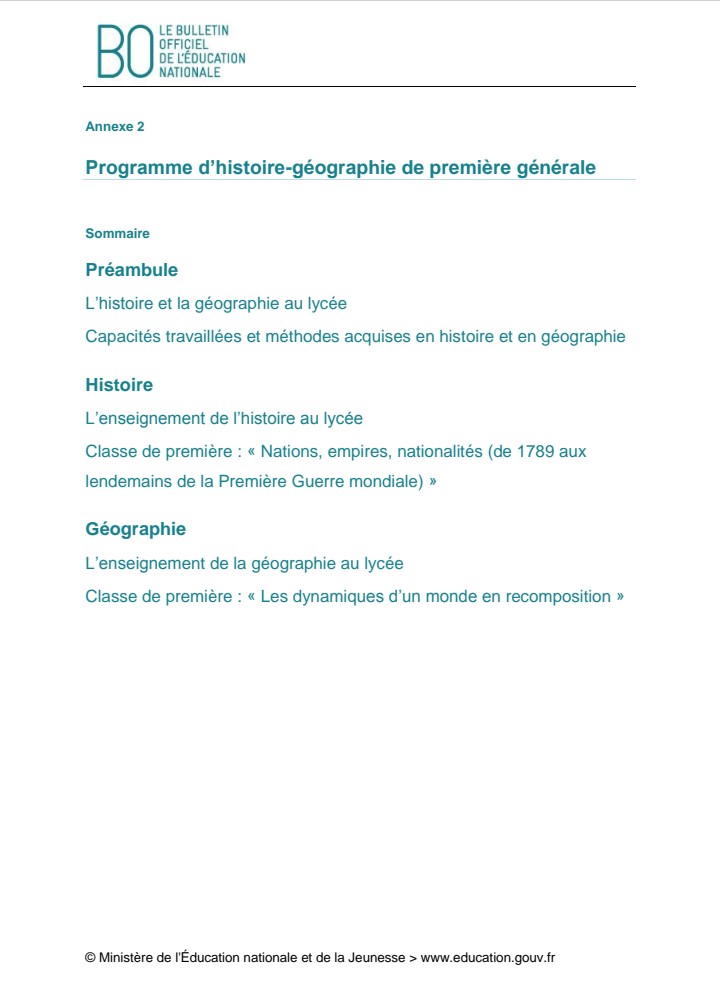 BO
LE BULLETIN
OFFICIEL
DE L'ÉDUCATION
NATIONALE
Annexe 2
Programme d'histoire-géographie de première générale
Sommaire
Préambule
L'histoire et la géographie au lycée
Capacités travaillées et méthodes acquises en histoire et en géographie
Histoire
L'enseignement de l'histoire au lycée
Classe de première : « Nations, empires, nationalités (de 1789 aux
lendemains de la Première Guerre mondiale) »
Géographie
L'enseignement de la géographie au lycée
Classe de première : « Les dynamiques d'un monde en recomposition »
© Ministère de l'Éducation nationale et de la Jeunesse > www.education.gouv.fr